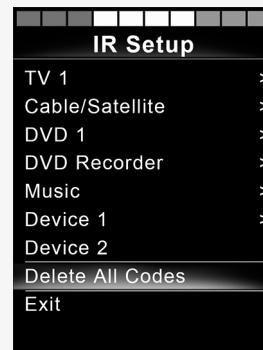 IR Setup
TV 1 >
Cable/Satellite >
DVD 1 >
DVD Recorder >
Music >
Device 1 >
Device 2
Delete All Codes
Exit